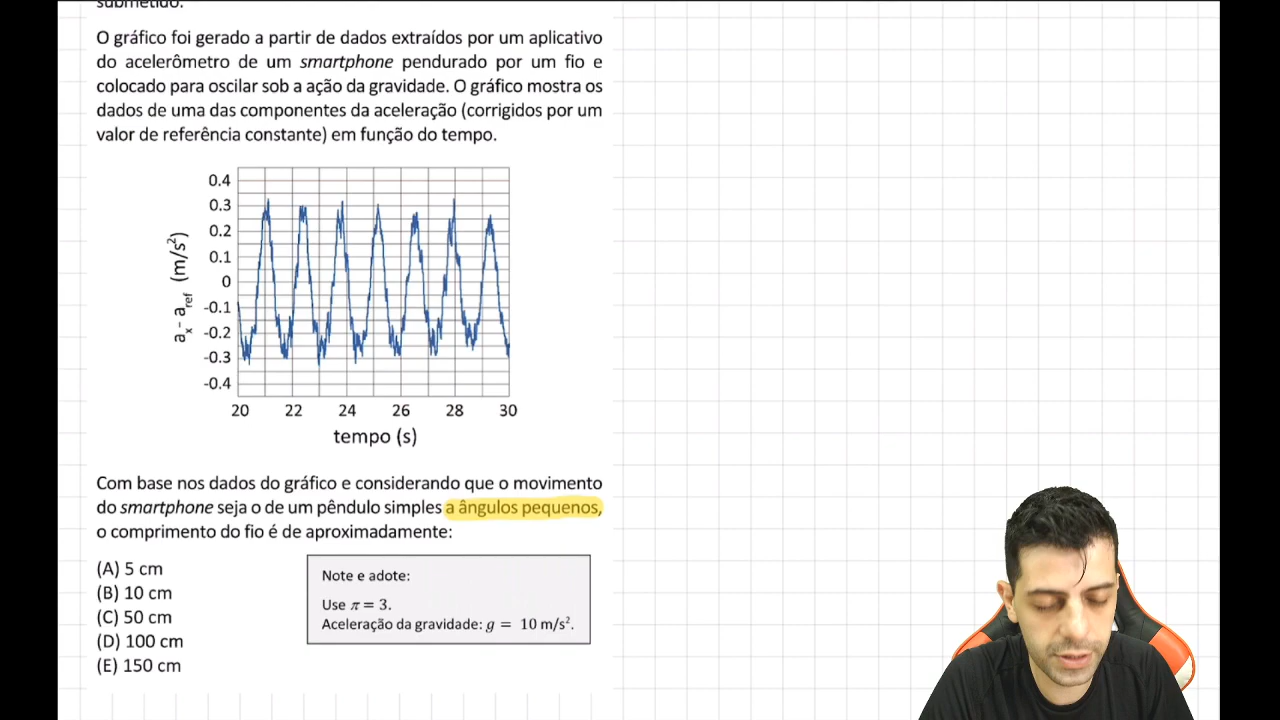 submetido.
O gráfico foi gerado a partir de dados extraídos por um aplicativo
do acelerômetro de um smartphone pendurado por um fio e
colocado para oscilar sob a ação da gravidade. O gráfico mostra os
dados de uma das componentes da aceleração (corrigidos por um
valor de referência constante) em função do tempo.
0.4
0.3
0.2
0.1
0
-0.1
-0.2
-0.3
-0.4
aₓ - a_ref (m/s²)
20 22 24 26 28 30
tempo (s)
Com base nos dados do gráfico e considerando que o movimento
do smartphone seja o de um pêndulo simples a ângulos pequenos,
o comprimento do fio é de aproximadamente:
(A) 5 cm
(B) 10 cm
(C) 50 cm
(D) 100 cm
(E) 150 cm
Note e adote:
Use π = 3.
Aceleração da gravidade: g = 10 m/s².